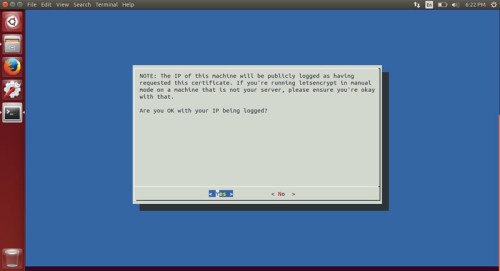 File Edit View Search Terminal Help
En
6:22 PM
NOTE: The IP of this machine will be publicly logged as having
requested this certificate. If you're running letsencrypt in manual
mode on a machine that is not your server, please ensure you're okay
with that.
Are you OK with your IP being logged?
< Yes > < No >